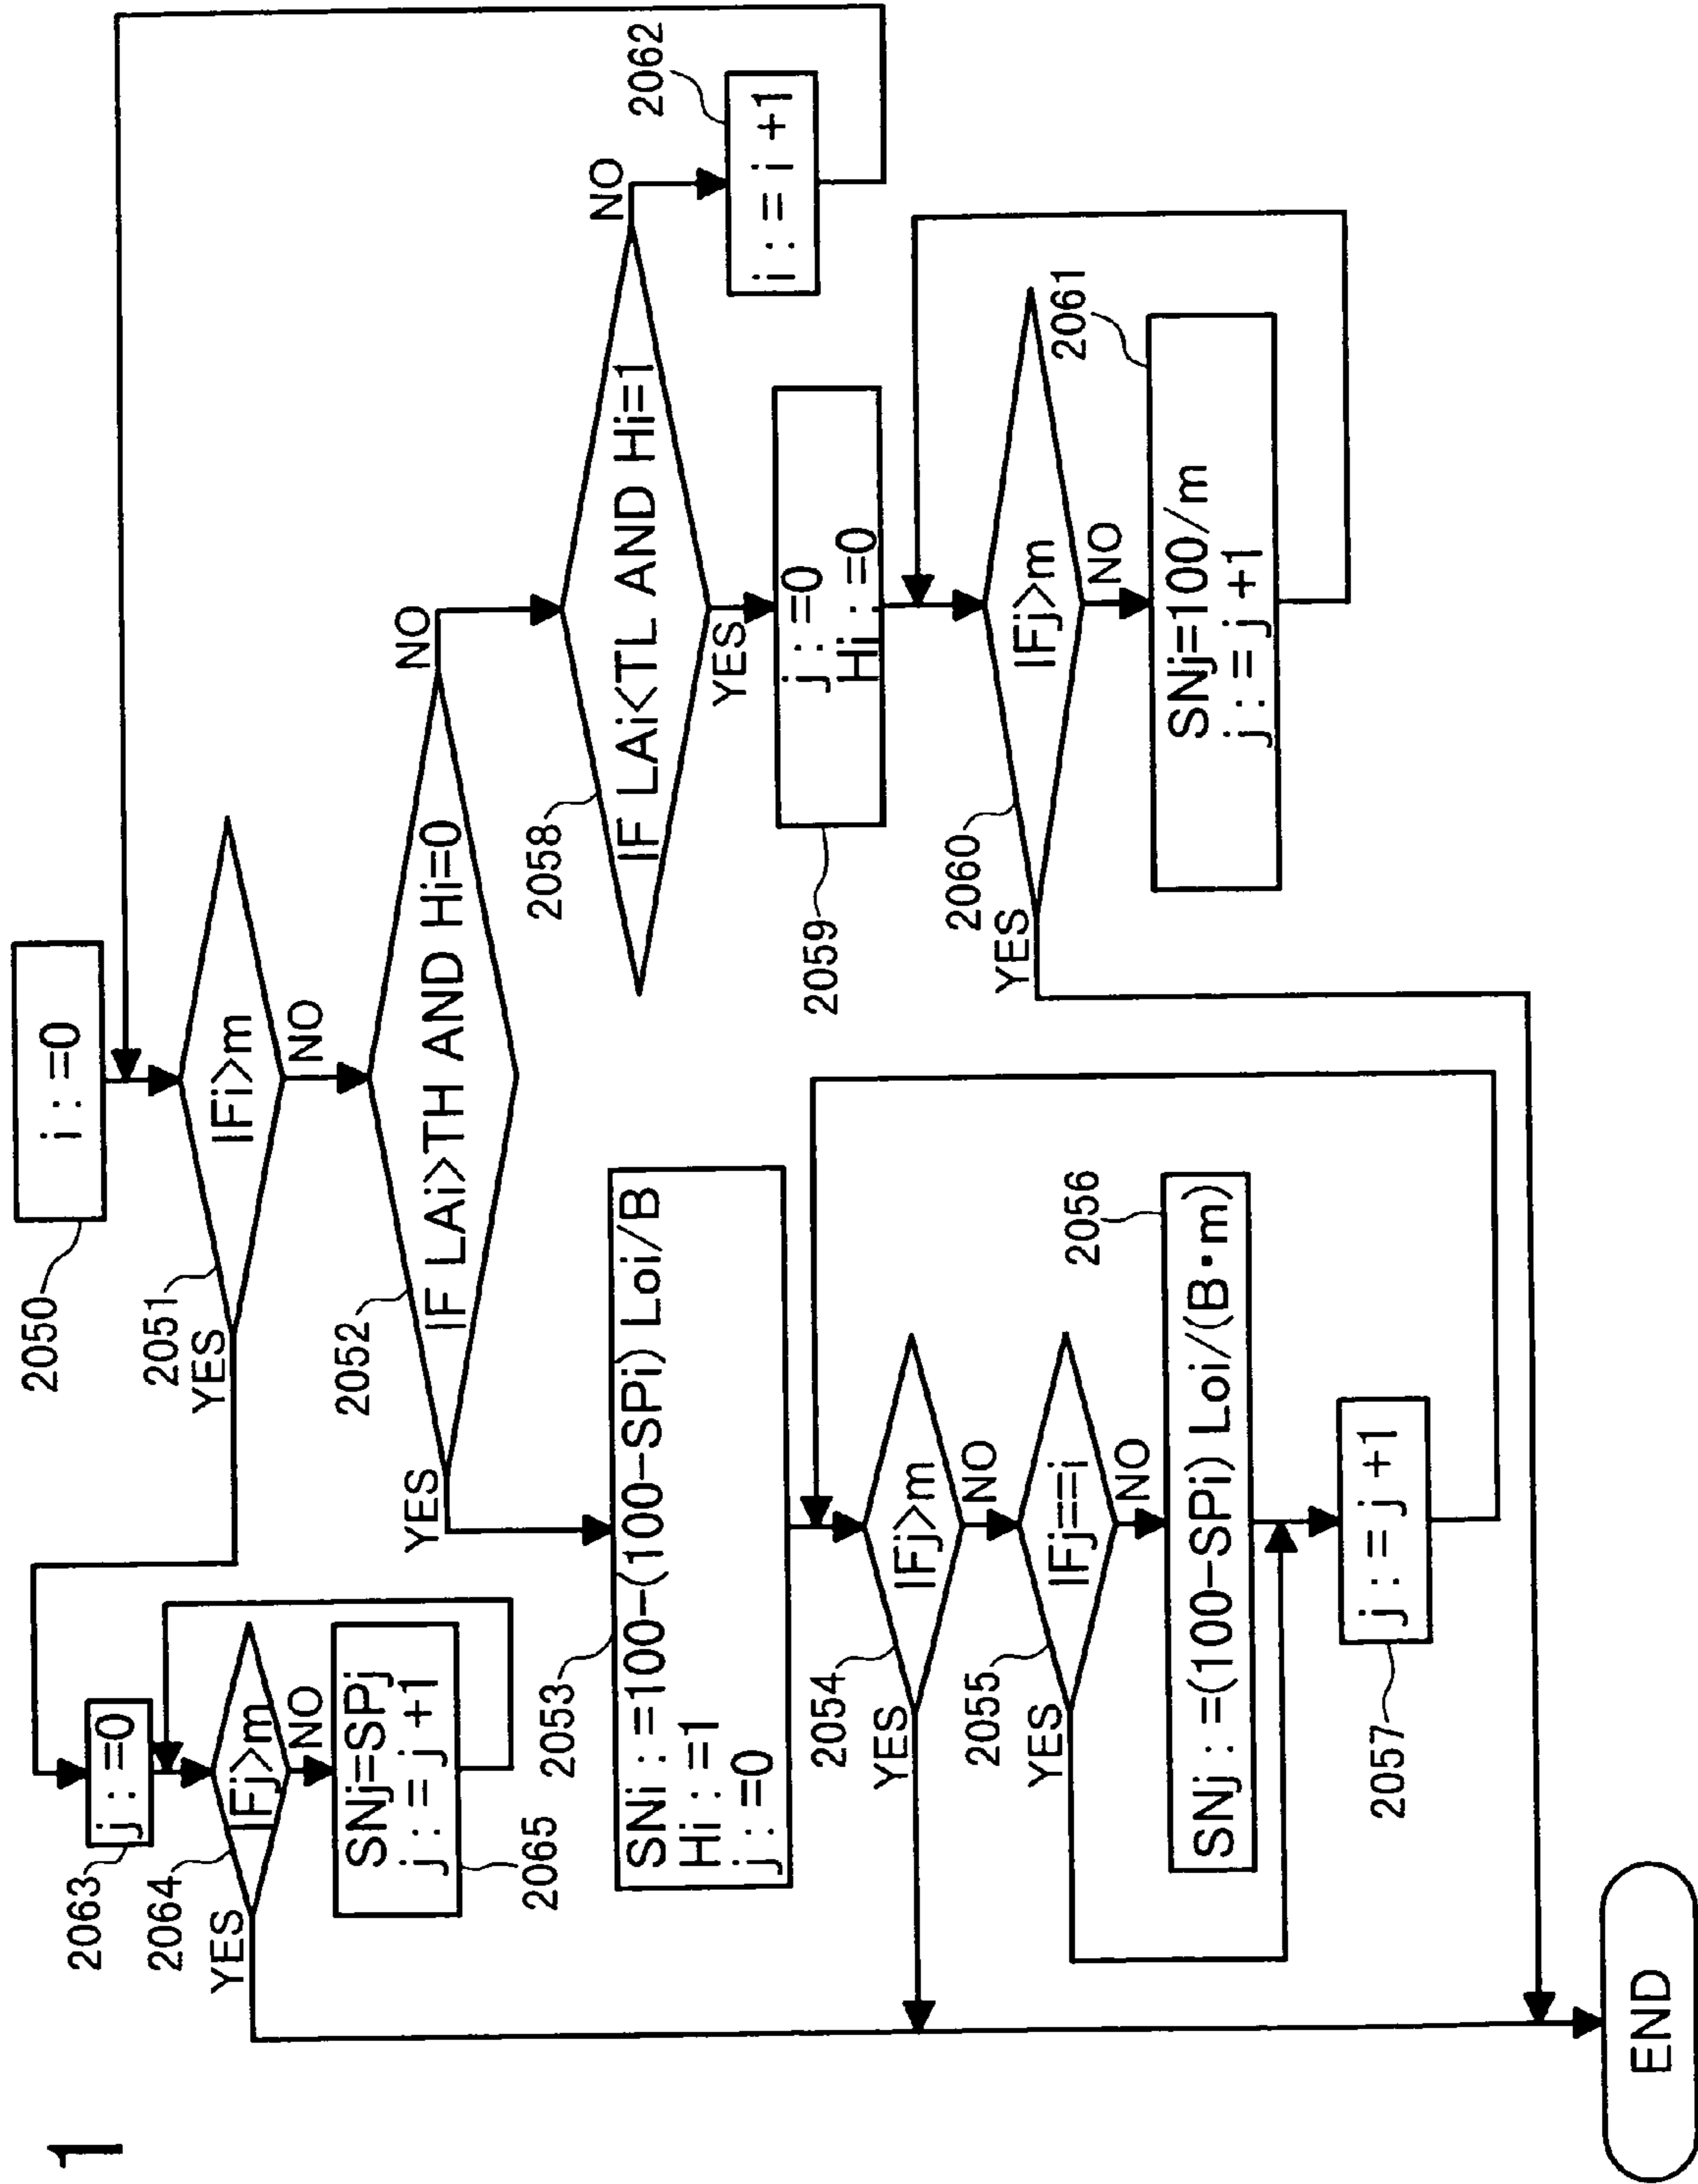 1
2050
i : =0
2051
IFi>m
YES
NO
2052
IF LAi>TH AND Hi=0
YES
NO
2063
j : =0
2064
IFj>m
YES
NO
SNj=SPj
j : = j +1
2065
2053
SNi : =100-(100-SPi) Loi/B
Hi : =1
j : =0
2054
IFj>m
YES
NO
2055
IFj==i
YES
NO
2056
SNj : =(100-SPi) Loi/(B·m)
2057
j : = j +1
2058
IF LAi<TL AND Hi=1
NO
YES
2062
i : = i +1
2059
j : =0
Hi : =0
2060
IFj>m
YES
NO
2061
SNj=100/m
j : = j +1
END